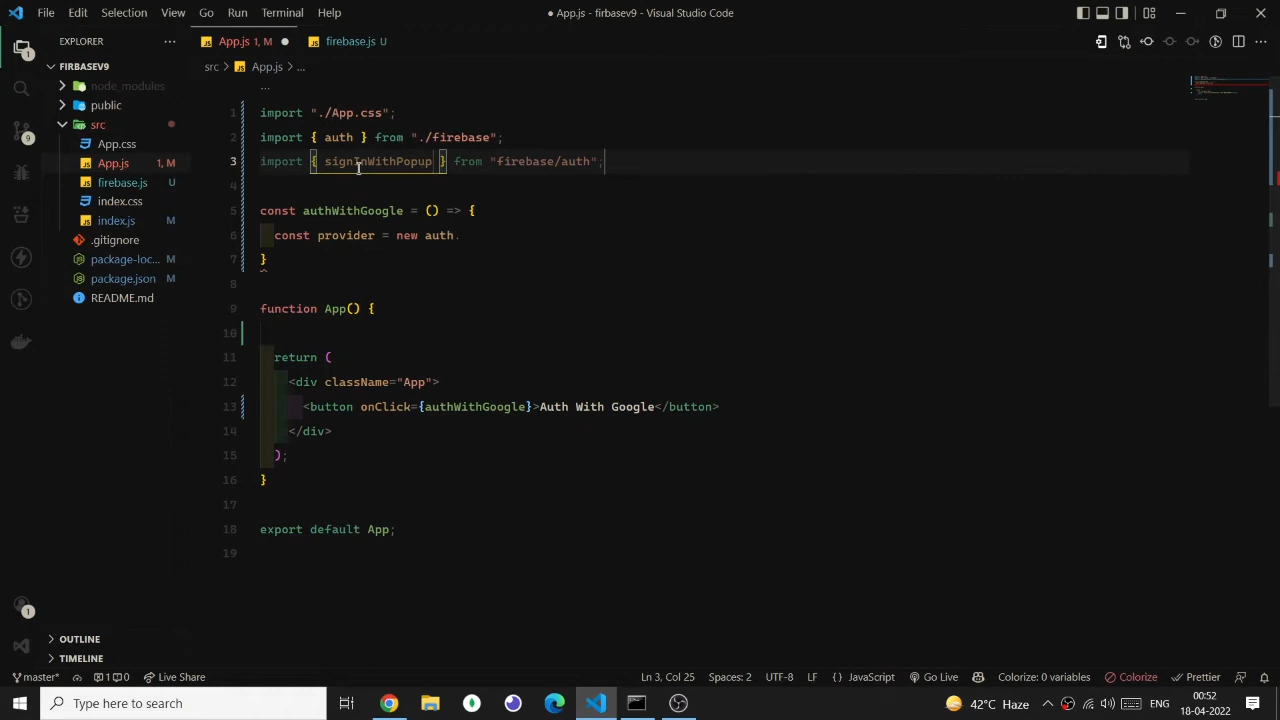 File Edit Selection View Go Run Terminal Help
● App.js - firbasev9 - Visual Studio Code
EXPLORER
App.js 1, M
firebase.js U
FIRBASEV9
node_modules
public
src
App.css
App.js 1, M
firebase.js U
index.css
index.js M
.gitignore
package-loc... M
package.json M
README.md
OUTLINE
TIMELINE
src > App.js > ...
1 import "./App.css";
2 import { auth } from "./firebase";
3 import { signInWithPopup } from "firebase/auth";
4
5 const authWithGoogle = () => {
6 const provider = new auth.
7 }
8
9 function App() {
10
11 return (
12 <div className="App">
13 <button onClick={authWithGoogle}>Auth With Google</button>
14 </div>
15 );
16 }
17
18 export default App;
19
master* 1 0 Live Share
Ln 3, Col 25 Spaces: 2 UTF-8 LF { } JavaScript Go Live Colorize: 0 variables Colorize Prettier
Type here to search
42°C Haze ENG 00:52
18-04-2022